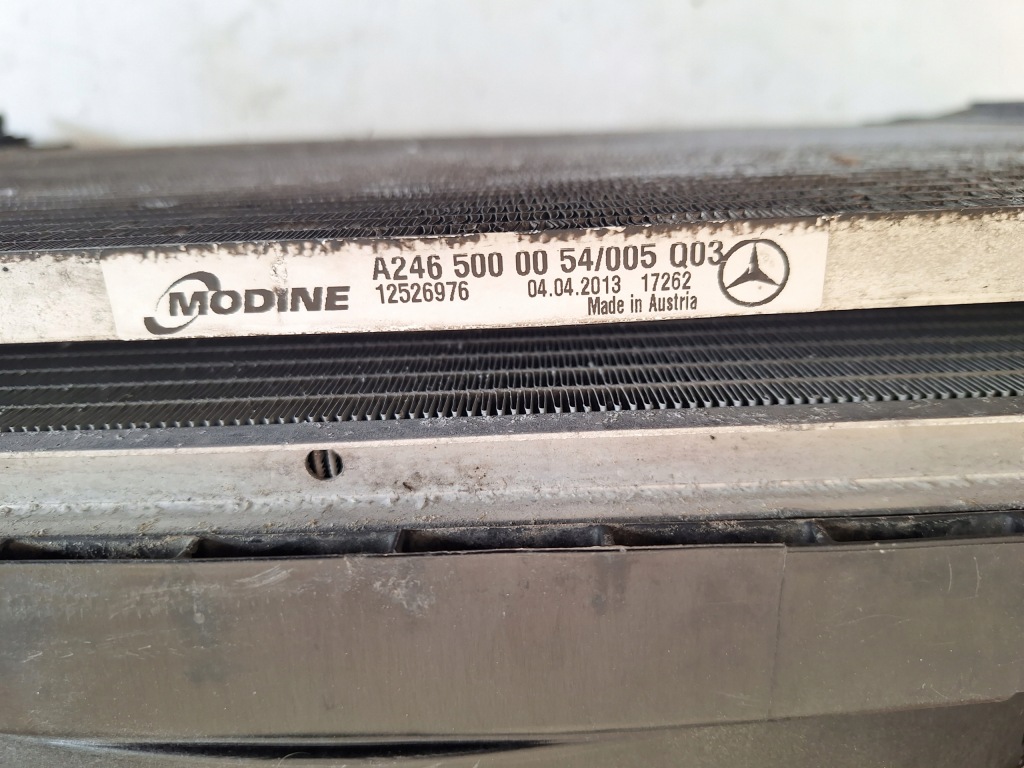 MODINE
A246 500 00 54/005 Q03
12526976 04.04.2013 17262
Made in Austria